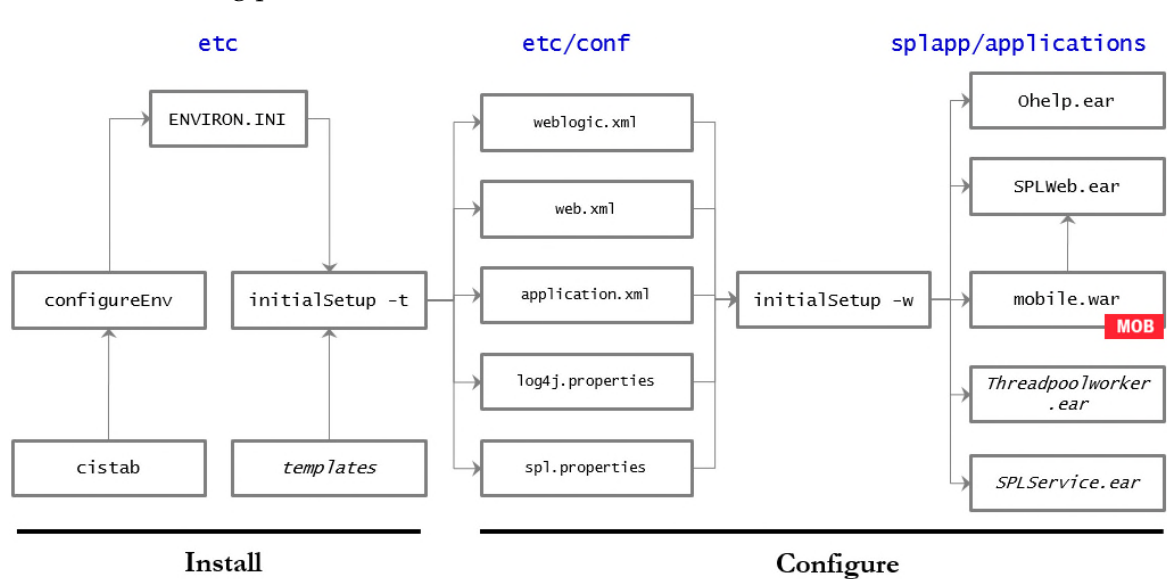 etc
etc/conf
splapp/applications
ENVIRON.INI
configureEnv
initialSetup -t
cistab
templates
weblogic.xml
web.xml
application.xml
log4j.properties
spl.properties
initialSetup -w
Ohelp.ear
SPLWeb.ear
mobile.war
MOB
Threadpoolworker
.ear
SPLService.ear
Install
Configure